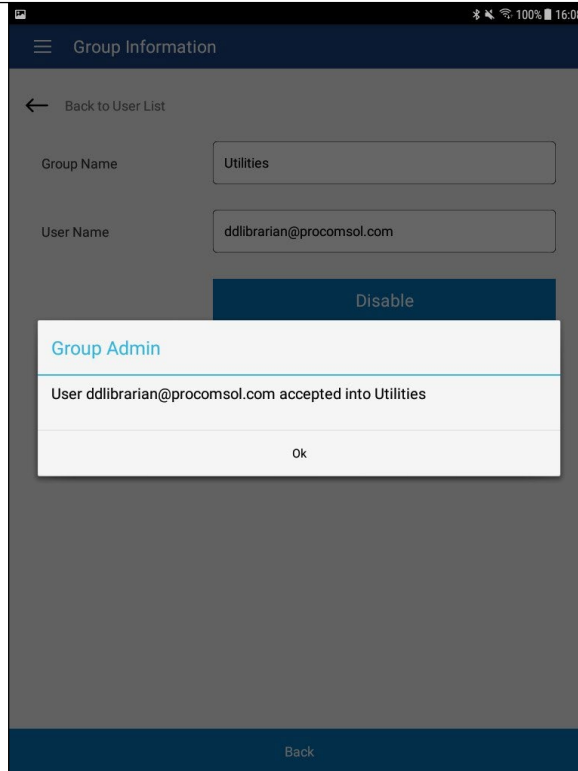 100% 16:08
Group Information
Back to User List
Group Name
Utilities
User Name
ddlibrarian@procomsol.com
Disable
Group Admin
User ddlibrarian@procomsol.com accepted into Utilities
Ok
Back